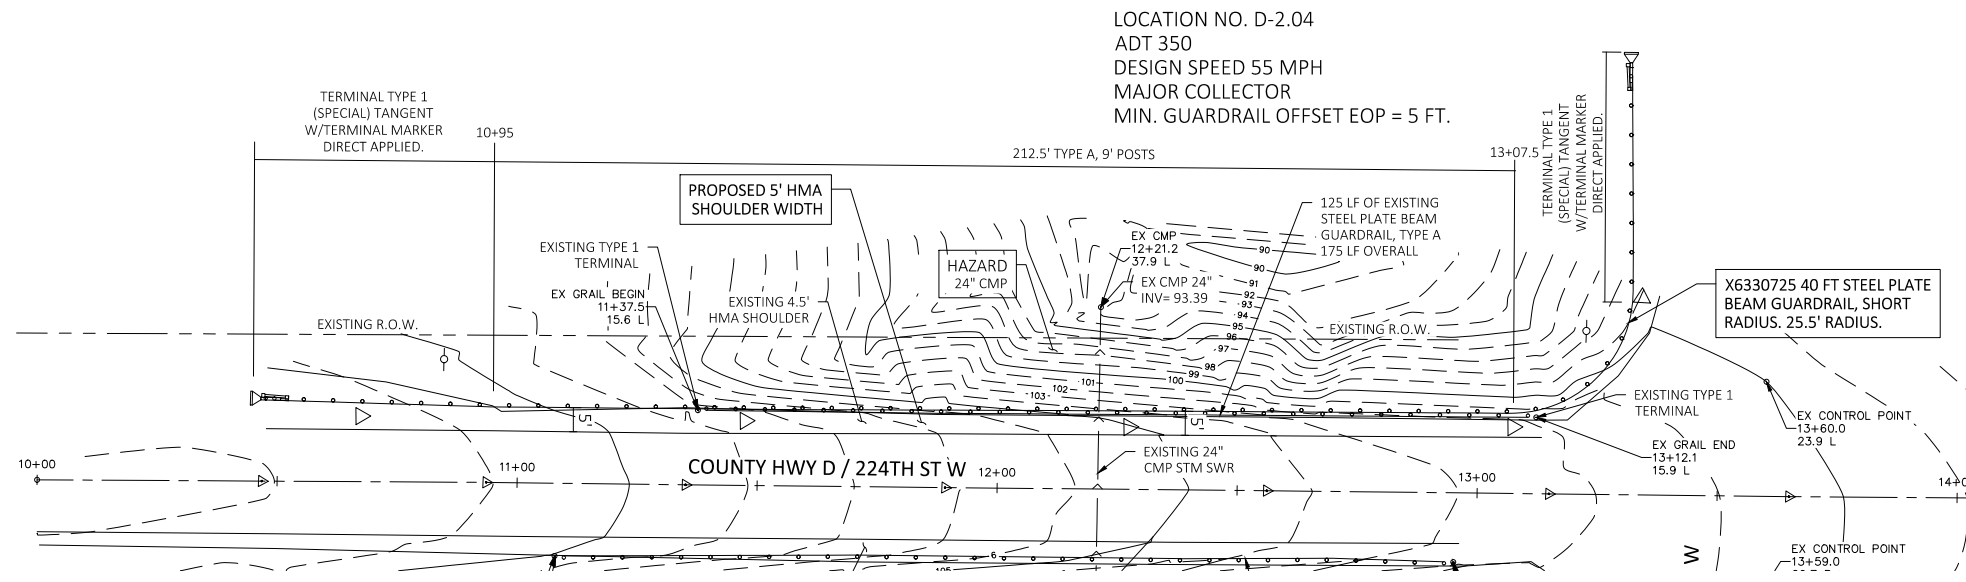 LOCATION NO. D-2.04
ADT 350
DESIGN SPEED 55 MPH
MAJOR COLLECTOR
MIN. GUARDRAIL OFFSET EOP = 5 FT.
TERMINAL TYPE 1
(SPECIAL) TANGENT
W/TERMINAL MARKER
DIRECT APPLIED.
10+95
212.5' TYPE A, 9' POSTS
13+07.5
TERMINAL TYPE 1
(SPECIAL) TANGENT
W/TERMINAL MARKER
DIRECT APPLIED.
PROPOSED 5' HMA
SHOULDER WIDTH
125 LF OF EXISTING
STEEL PLATE BEAM
GUARDRAIL, TYPE A
175 LF OVERALL
EXISTING TYPE 1
TERMINAL
EX CMP
12+21.2
37.9 L
HAZARD
24" CMP
EX CMP 24"
INV= 93.39
EX GRAIL BEGIN
11+37.5
15.6 L
EXISTING 4.5'
HMA SHOULDER
EXISTING R.O.W.
EXISTING R.O.W.
X6330725 40 FT STEEL PLATE
BEAM GUARDRAIL, SHORT
RADIUS. 25.5' RADIUS.
90
90
91
92
93
94
95
96
97
98
99
100
101
102
103
5'
5'
EXISTING TYPE 1
TERMINAL
EX CONTROL POINT
13+60.0
23.9 L
EX GRAIL END
13+12.1
15.9 L
EXISTING 24"
CMP STM SWR
COUNTY HWY D / 224TH ST W
10+00
11+00
12+00
13+00
W
EX CONTROL POINT
13+59.0
6